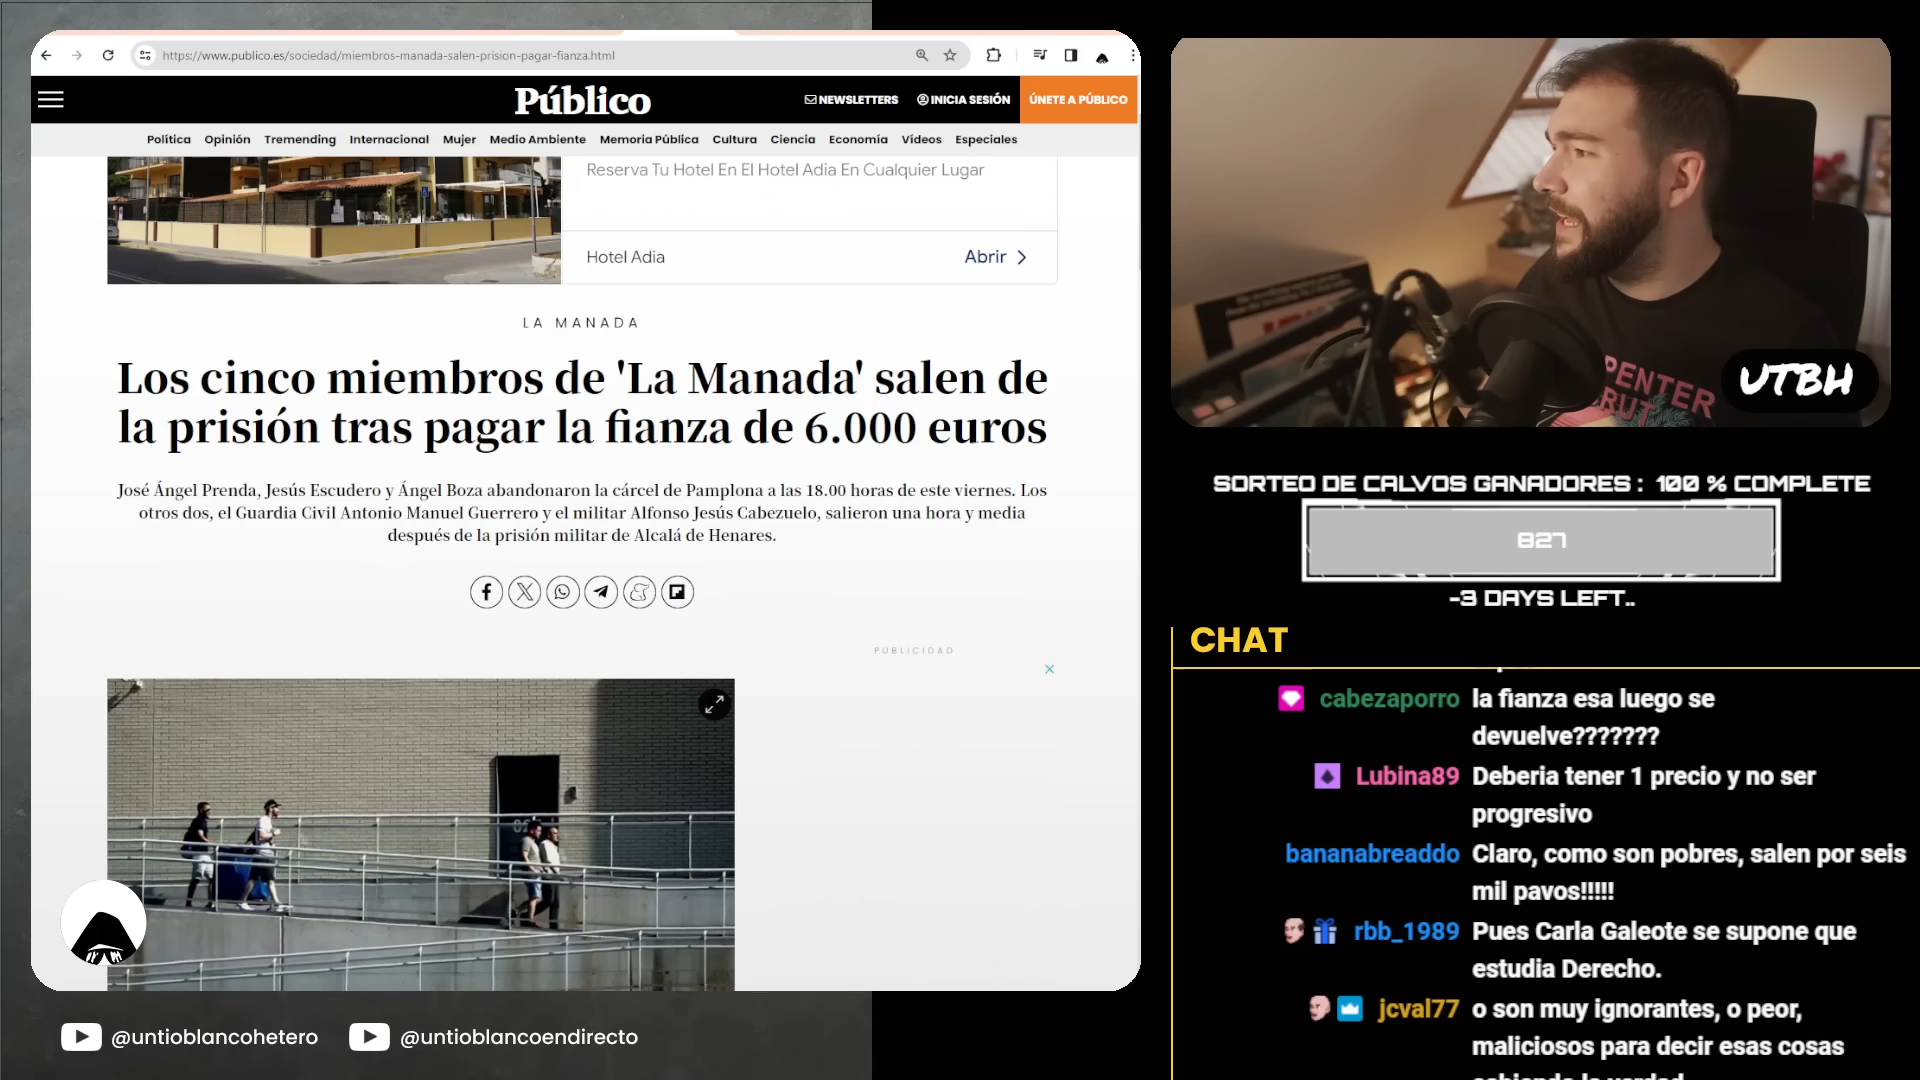 https://www.publico.es/sociedad/miembros-manada-salen-prision-pagar-fianza.html
Público
NEWSLETTERS
INICIA SESIÓN
ÚNETE A PÚBLICO
Política Opinión Tremending Internacional Mujer Medio Ambiente Memoria Pública Cultura Ciencia Economía Vídeos Especiales
Reserva Tu Hotel En El Hotel Adia En Cualquier Lugar
Hotel Adia
Abrir
LA MANADA
Los cinco miembros de 'La Manada' salen de
la prisión tras pagar la fianza de 6.000 euros
José Ángel Prenda, Jesús Escudero y Ángel Boza abandonaron la cárcel de Pamplona a las 18.00 horas de este viernes. Los
otros dos, el Guardia Civil Antonio Manuel Guerrero y el militar Alfonso Jesús Cabezuelo, salieron una hora y media
después de la prisión militar de Alcalá de Henares.
PUBLICIDAD
@untioblancohetero
@untioblancoendirecto
PENTER
BRUT
UTBH
SORTEO DE CALVOS GANADORES : 100 % COMPLETE
827
-3 DAYS LEFT..
CHAT
cabezaporro la fianza esa luego se
devuelve???????
Lubina89 Deberia tener 1 precio y no ser
progresivo
bananabreaddo Claro, como son pobres, salen por seis
mil pavos!!!!!
rbb_1989 Pues Carla Galeote se supone que
estudia Derecho.
jcval77 o son muy ignorantes, o peor,
maliciosos para decir esas cosas